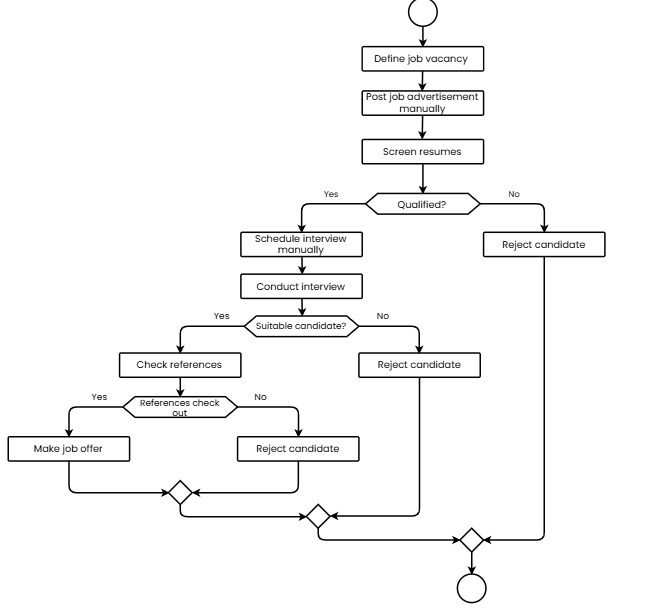 Define job vacancy
Post job advertisement
manually
Screen resumes
Yes
No
Qualified?
Schedule interview
manually
Reject candidate
Conduct interview
Yes
No
Suitable candidate?
Check references
Reject candidate
Yes
No
References check
out
Make job offer
Reject candidate